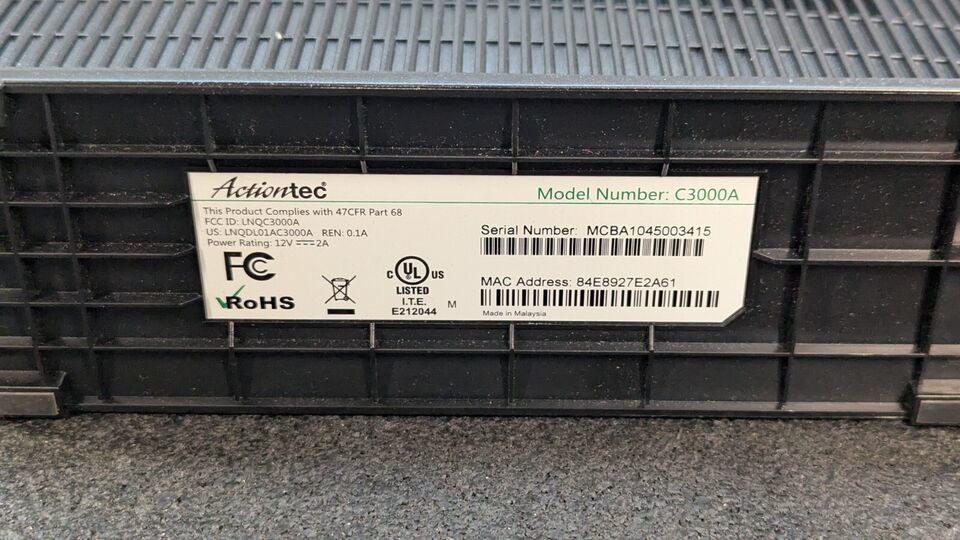 Actiontec®
Model Number: C3000A
This Product Complies with 47CFR Part 68
FCC ID: LNQC3000A
US: LNQDL01AC3000A REN: 0.1A
Power Rating: 12V⎓2A
FC
RoHS
C UL US
LISTED
I.T.E.
E212044
M
Serial Number: MCBA1045003415
MAC Address: 84E8927E2A61
Made in Malaysia